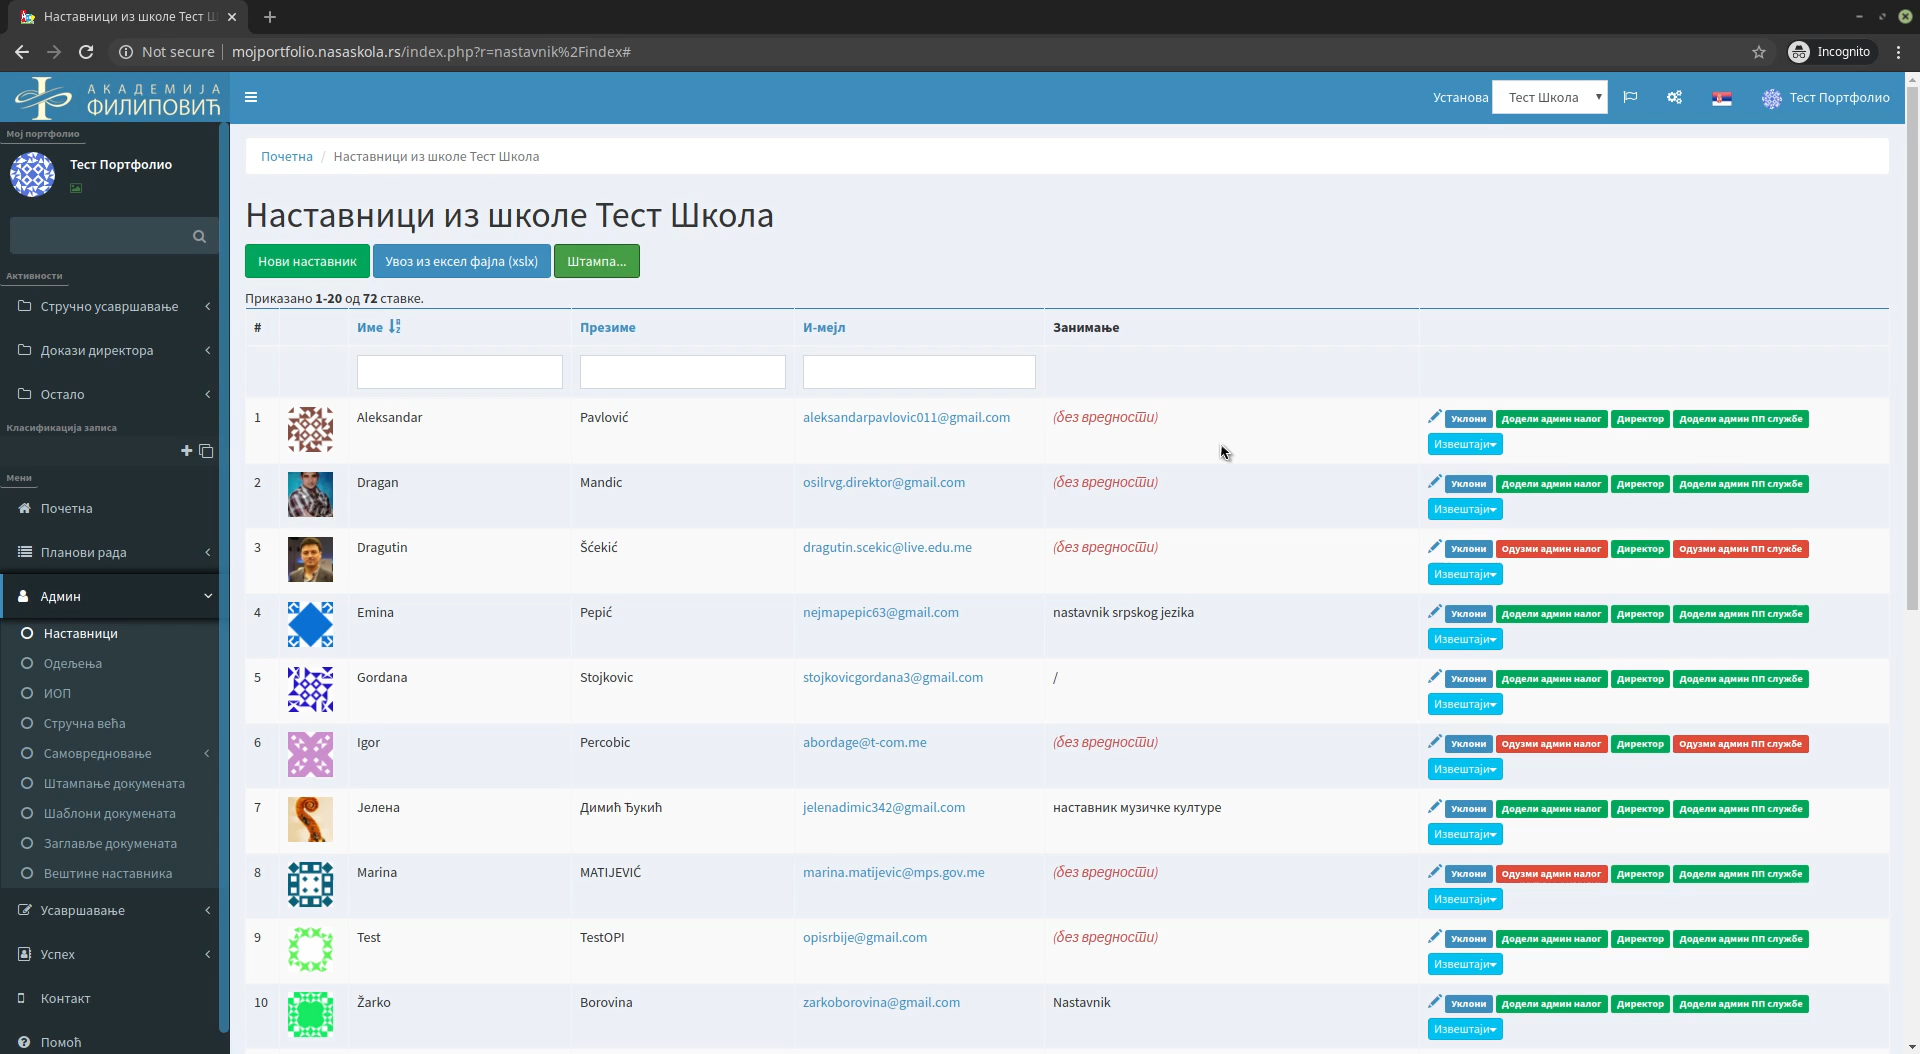 Наставници из школе Тест Ш
Not secure
mojportfolio.nasaskola.rs/index.php?r=nastavnik%2Findex#
Incognito
АКАДЕМИЈА
ФИЛИПОВИЋ
Установа Тест Школа
Тест Портфолио
Мој портфолио
Тест Портфолио
Активности
Стручно усавршавање
Докази директора
Остало
Класификација записа
Мени
Почетна
Планови рада
Админ
Наставници
Одељења
ИОП
Стручна већа
Самовредновање
Штампање докумената
Шаблони докумената
Заглавље докумената
Вештине наставника
Усавршавање
Успех
Контакт
Помоћ
Почетна / Наставници из школе Тест Школа
Наставници из школе Тест Школа
Нови наставник Увоз из ексел фајла (xslx) Штампа...
Приказано 1-20 од 72 ставке.
# Име Презиме И-мејл Занимање
1 Aleksandar Pavlović aleksandarpavlovic011@gmail.com (без вредности) Уклони Додели админ налог Директор Додели админ ПП службе
Извештаји
2 Dragan Mandic osilrvg.direktor@gmail.com (без вредности) Уклони Додели админ налог Директор Додели админ ПП службе
Извештаји
3 Dragutin Šćekić dragutin.scekic@live.edu.me (без вредности) Уклони Одузми админ налог Директор Одузми админ ПП службе
Извештаји
4 Emina Pepić nejmapepic63@gmail.com nastavnik srpskog jezika Уклони Додели админ налог Директор Додели админ ПП службе
Извештаји
5 Gordana Stojkovic stojkovicgordana3@gmail.com / Уклони Додели админ налог Директор Додели админ ПП службе
Извештаји
6 Igor Percobic abordage@t-com.me (без вредности) Уклони Одузми админ налог Директор Одузми админ ПП службе
Извештаји
7 Јелена Димић Ђукић jelenadimic342@gmail.com наставник музичке културе Уклони Додели админ налог Директор Додели админ ПП службе
Извештаји
8 Marina MATIJEVIĆ marina.matijevic@mps.gov.me (без вредности) Уклони Одузми админ налог Директор Додели админ ПП службе
Извештаји
9 Test TestOPI opisrbije@gmail.com (без вредности) Уклони Додели админ налог Директор Додели админ ПП службе
Извештаји
10 Žarko Borovina zarkoborovina@gmail.com Nastavnik Уклони Додели админ налог Директор Додели админ ПП службе
Извештаји